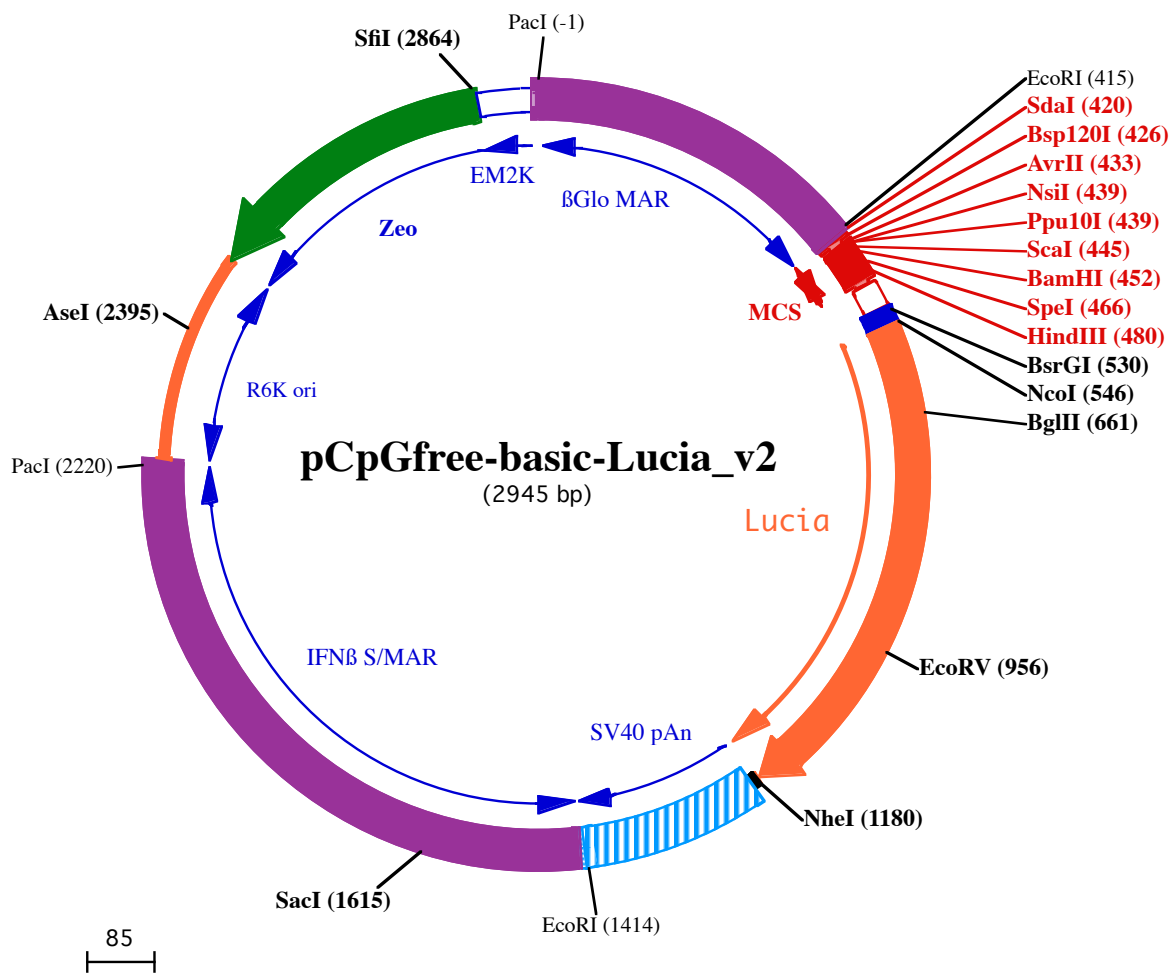 PacI (-1)
SfiI (2864)
EcoRI (415)
SdaI (420)
Bsp120I (426)
AvrII (433)
NsiI (439)
Ppu10I (439)
ScaI (445)
BamHI (452)
SpeI (466)
HindIII (480)
BsrGI (530)
NcoI (546)
BglII (661)
EM2K
ßGlo MAR
Zeo
MCS
AseI (2395)
R6K ori
pCpGfree-basic-Lucia_v2
(2945 bp)
PacI (2220)
Lucia
IFNß S/MAR
EcoRV (956)
SV40 pAn
NheI (1180)
SacI (1615)
EcoRI (1414)
85